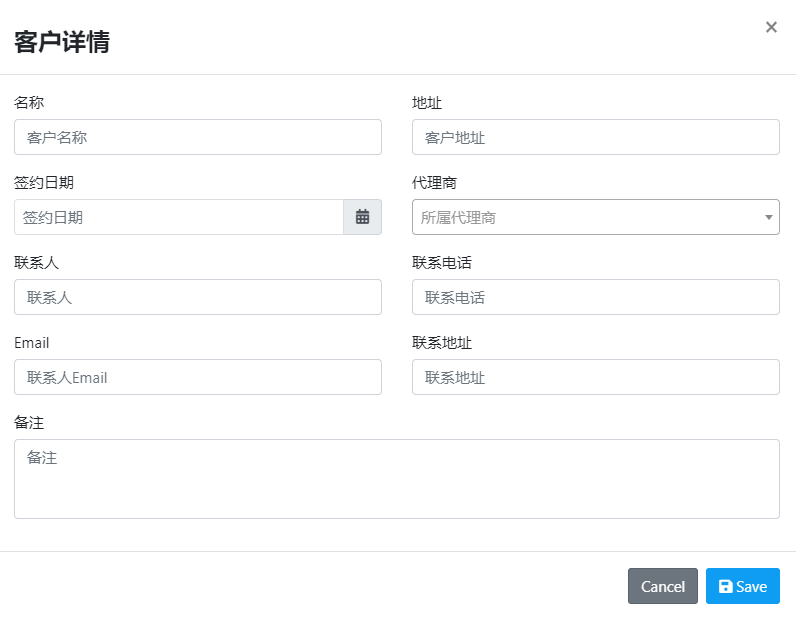 客户详情
×
名称
地址
客户名称
客户地址
签约日期
代理商
签约日期
所属代理商
联系人
联系电话
联系人
联系电话
Email
联系地址
联系人Email
联系地址
备注
备注
Cancel
Save